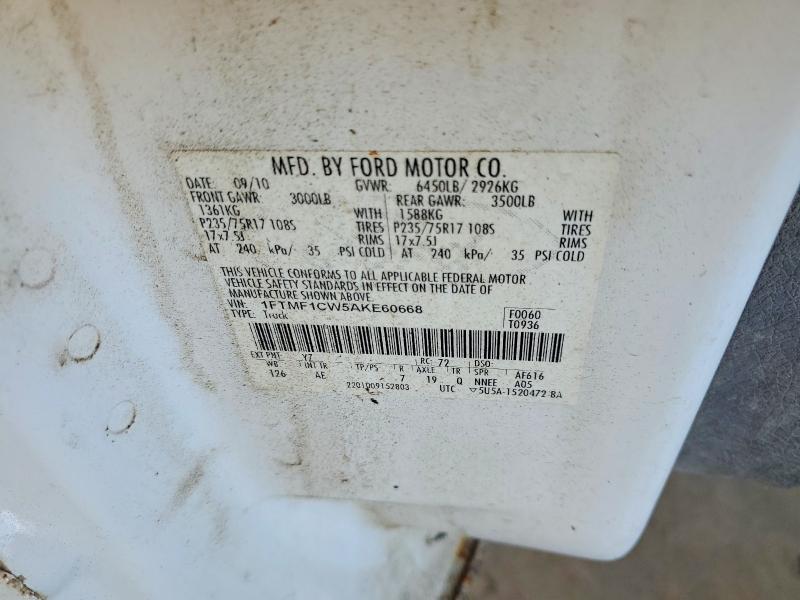 MFD. BY FORD MOTOR CO.
DATE: 09/10 GVWR: 6450LB/ 2926KG
FRONT GAWR: 3000LB REAR GAWR: 3500LB
1361KG WITH 1588KG WITH
P235/75R17 108S TIRES P235/75R17 108S TIRES
17x7.5J RIMS 17x7.5J RIMS
AT 240 kPa/ 35 PSI COLD AT 240 kPa/ 35 PSI COLD
THIS VEHICLE CONFORMS TO ALL APPLICABLE FEDERAL MOTOR
VEHICLE SAFETY STANDARDS IN EFFECT ON THE DATE OF
MANUFACTURE SHOWN ABOVE.
VIN: 1FTMF1CW5AKE60668 F0060
TYPE: Truck T0936
EXT PNT: YZ RC: 72 DSO:
WB INT TR TP/PS R AXLE TR SPR AF616
126 AE 7 19 Q NNEE A05
2201009152803 UTC 5U5A-1520472-BA